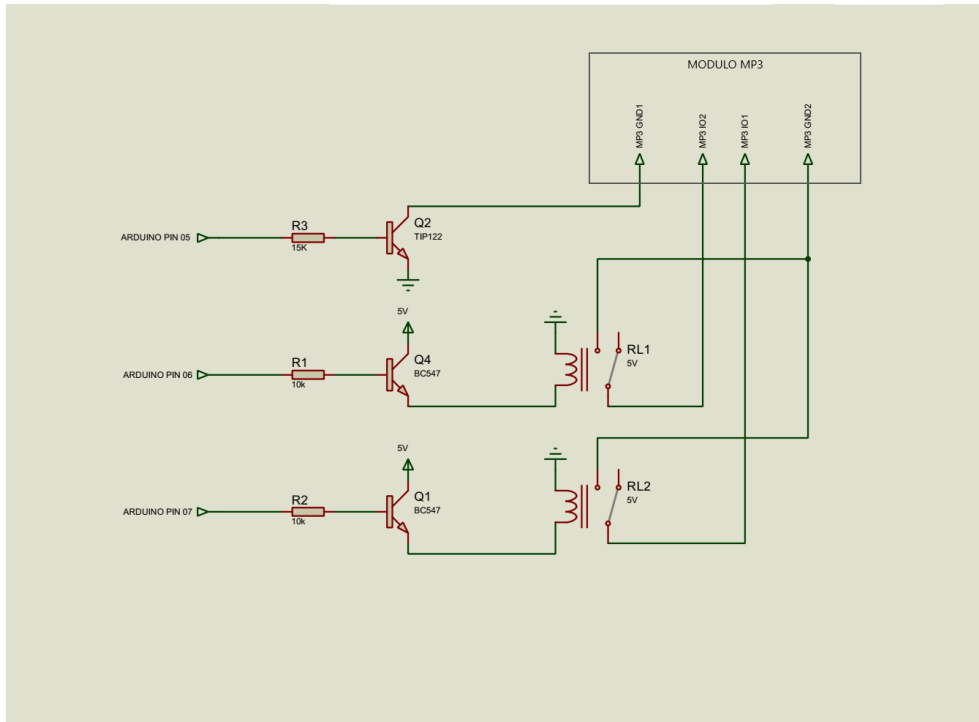 MODULO MP3
MP3 GND1
MP3 IO2
MP3 IO1
MP3 GND2
ARDUINO PIN 05
R3
15K
Q2
TIP122
5V
ARDUINO PIN 06
R1
10k
Q4
BC547
RL1
5V
5V
ARDUINO PIN 07
R2
10k
Q1
BC547
RL2
5V